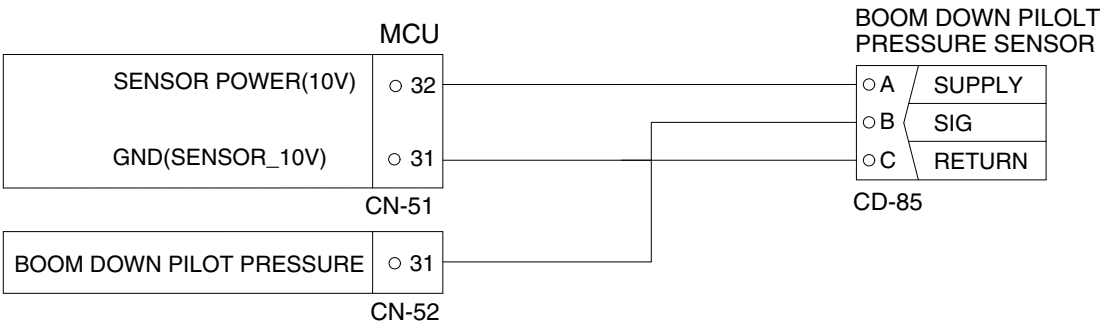 MCU
BOOM DOWN PILOLT
PRESSURE SENSOR
SENSOR POWER(10V)
32
A
SUPPLY
B
SIG
GND(SENSOR_10V)
31
C
RETURN
CN-51
CD-85
BOOM DOWN PILOT PRESSURE
31
CN-52